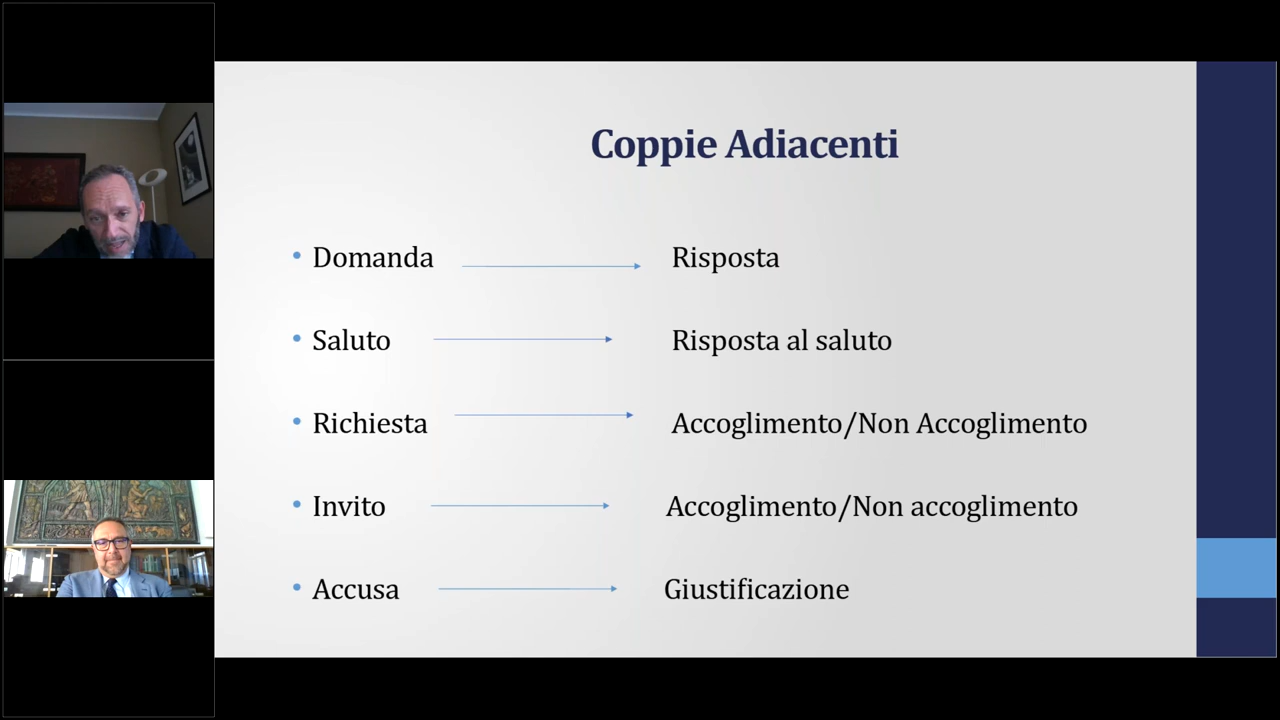 Coppie Adiacenti
• Domanda Risposta
• Saluto Risposta al saluto
• Richiesta Accoglimento/Non Accoglimento
• Invito Accoglimento/Non accoglimento
• Accusa Giustificazione